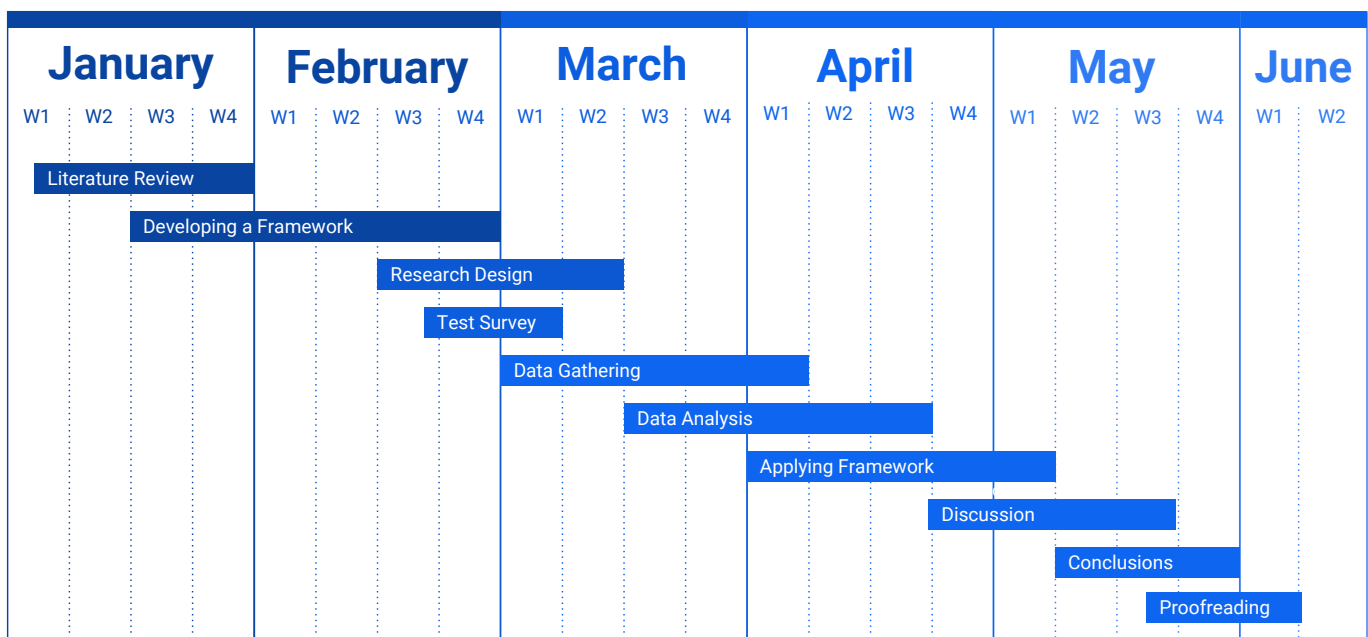 January February March April May June
W1 W2 W3 W4 W1 W2 W3 W4 W1 W2 W3 W4 W1 W2 W3 W4 W1 W2 W3 W4 W1 W2
Literature Review
Developing a Framework
Research Design
Test Survey
Data Gathering
Data Analysis
Applying Framework
Discussion
Conclusions
Proofreading